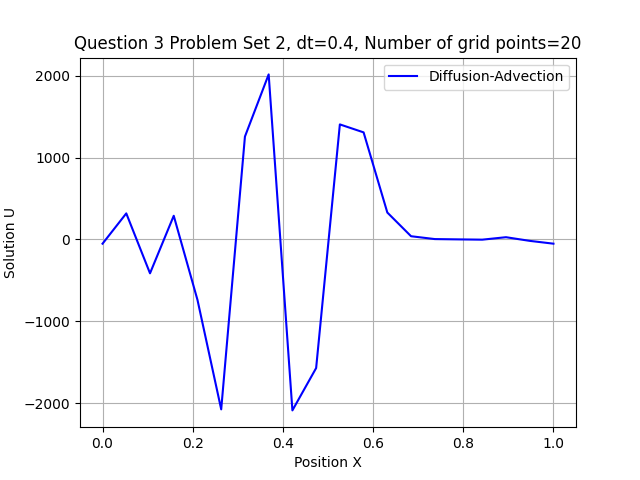 Question 3 Problem Set 2, dt=0.4, Number of grid points=20
Diffusion-Advection
2000
1000
0
−1000
−2000
Solution U
0.0 0.2 0.4 0.6 0.8 1.0
Position X